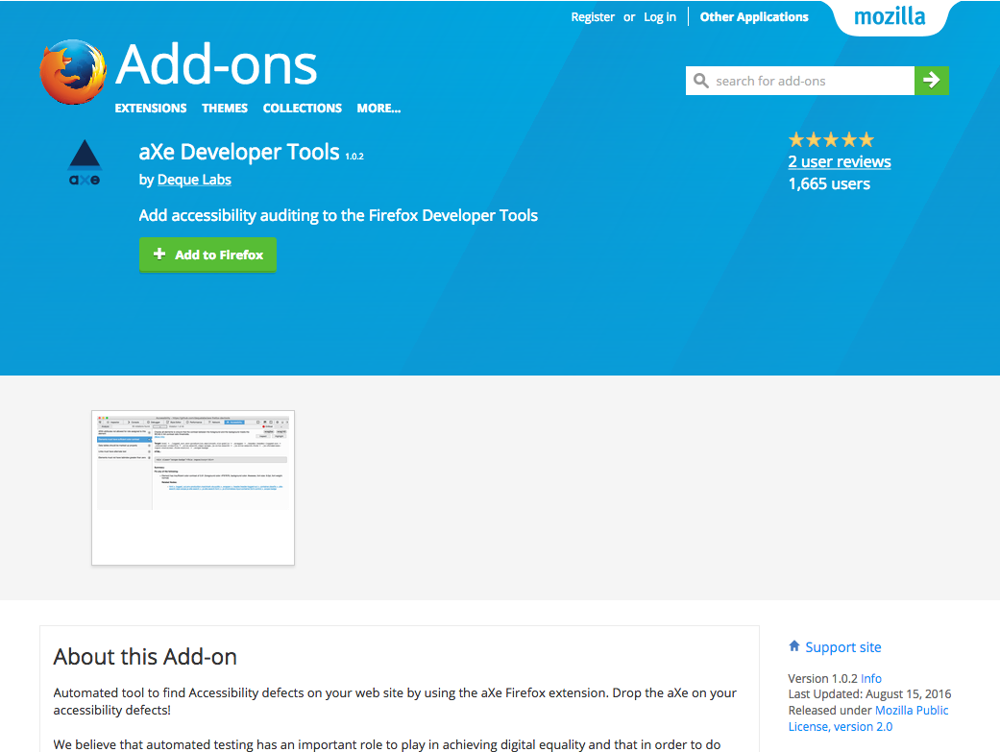 Register or Log in Other Applications mozilla
Add-ons
search for add-ons
EXTENSIONS THEMES COLLECTIONS MORE...
aXe Developer Tools 1.0.2
by Deque Labs
axe
2 user reviews
1,665 users
Add accessibility auditing to the Firefox Developer Tools
+ Add to Firefox
About this Add-on
Automated tool to find Accessibility defects on your web site by using the aXe Firefox extension. Drop the aXe on your
accessibility defects!
We believe that automated testing has an important role to play in achieving digital equality and that in order to do
Support site
Version 1.0.2 Info
Last Updated: August 15, 2016
Released under Mozilla Public
License, version 2.0